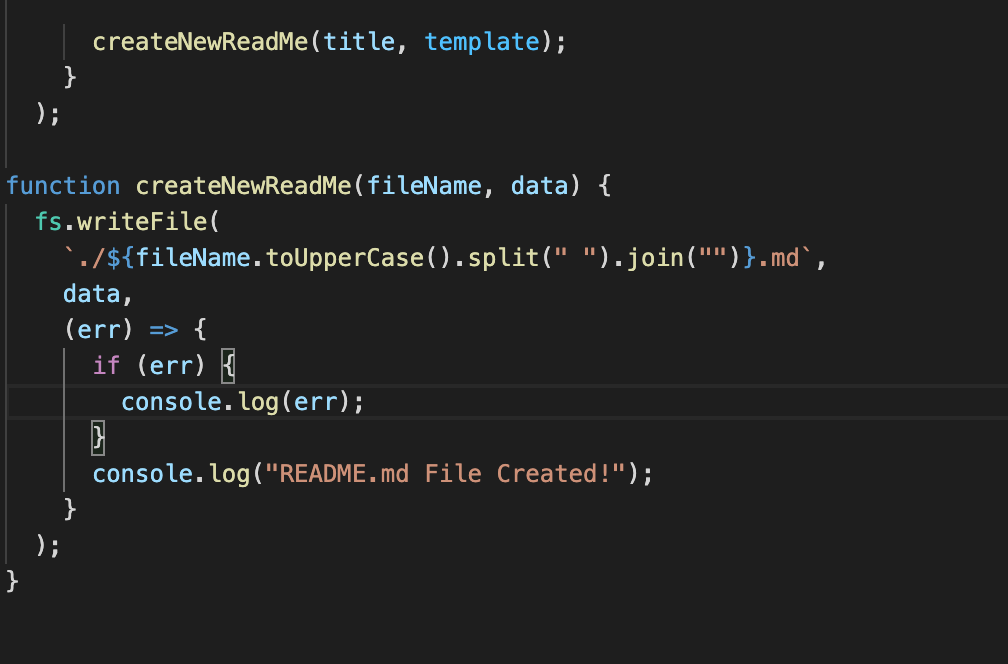 createNewReadMe(title, template);
}
);
function createNewReadMe(fileName, data) {
fs.writeFile(
`./${fileName.toUpperCase().split(" ").join("")}.md`,
data,
(err) => {
if (err) {
console.log(err);
}
console.log("README.md File Created!");
}
);
}